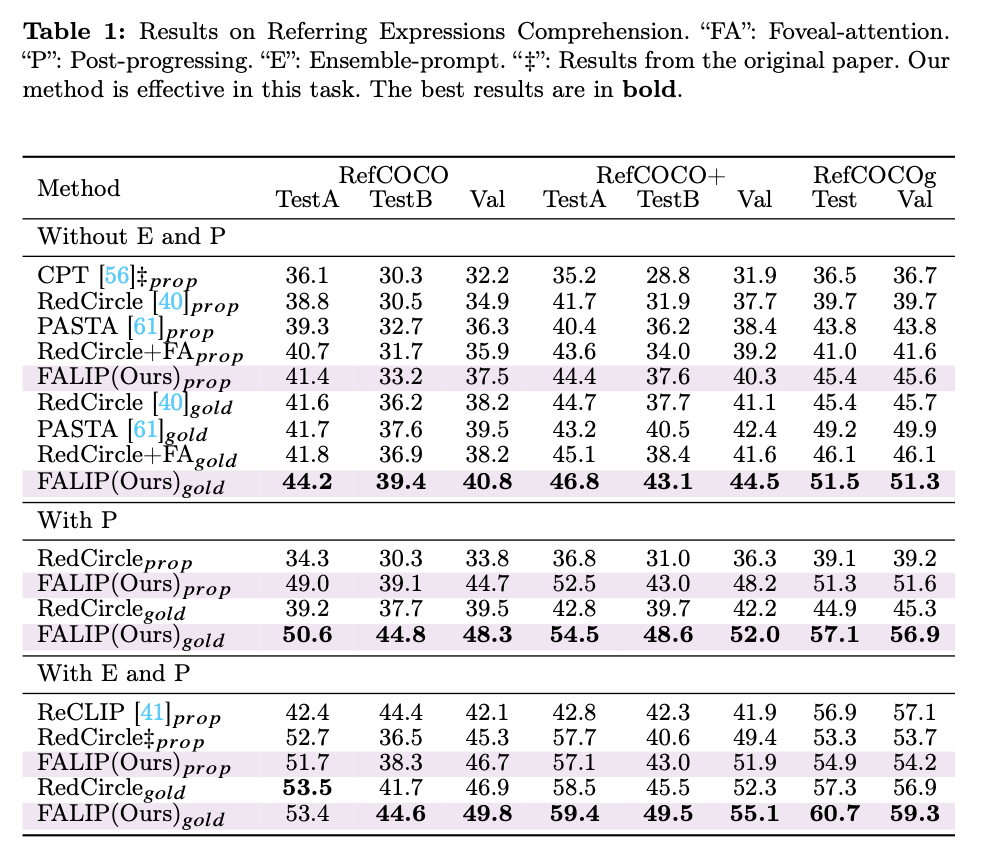 Table 1: Results on Referring Expressions Comprehension. “FA”: Foveal-attention.
“P”: Post-progressing. “E”: Ensemble-prompt. “‡”: Results from the original paper. Our
method is effective in this task. The best results are in bold.
Method RefCOCO RefCOCO+ RefCOCOg
TestA TestB Val TestA TestB Val Test Val
Without E and P
CPT [56]‡prop 36.1 30.3 32.2 35.2 28.8 31.9 36.5 36.7
RedCircle [40]prop 38.8 30.5 34.9 41.7 31.9 37.7 39.7 39.7
PASTA [61]prop 39.3 32.7 36.3 40.4 36.2 38.4 43.8 43.8
RedCircle+FAprop 40.7 31.7 35.9 43.6 34.0 39.2 41.0 41.6
FALIP(Ours)prop 41.4 33.2 37.5 44.4 37.6 40.3 45.4 45.6
RedCircle [40]gold 41.6 36.2 38.2 44.7 37.7 41.1 45.4 45.7
PASTA [61]gold 41.7 37.6 39.5 43.2 40.5 42.4 49.2 49.9
RedCircle+FAgold 41.8 36.9 38.2 45.1 38.4 41.6 46.1 46.1
FALIP(Ours)gold 44.2 39.4 40.8 46.8 43.1 44.5 51.5 51.3
With P
RedCircleprop 34.3 30.3 33.8 36.8 31.0 36.3 39.1 39.2
FALIP(Ours)prop 49.0 39.1 44.7 52.5 43.0 48.2 51.3 51.6
RedCirclegold 39.2 37.7 39.5 42.8 39.7 42.2 44.9 45.3
FALIP(Ours)gold 50.6 44.8 48.3 54.5 48.6 52.0 57.1 56.9
With E and P
ReCLIP [41]prop 42.4 44.4 42.1 42.8 42.3 41.9 56.9 57.1
RedCircle‡prop 52.7 36.5 45.3 57.7 40.6 49.4 53.3 53.7
FALIP(Ours)prop 51.7 38.3 46.7 57.1 43.0 51.9 54.9 54.2
RedCirclegold 53.5 41.7 46.9 58.5 45.5 52.3 57.3 56.9
FALIP(Ours)gold 53.4 44.6 49.8 59.4 49.5 55.1 60.7 59.3